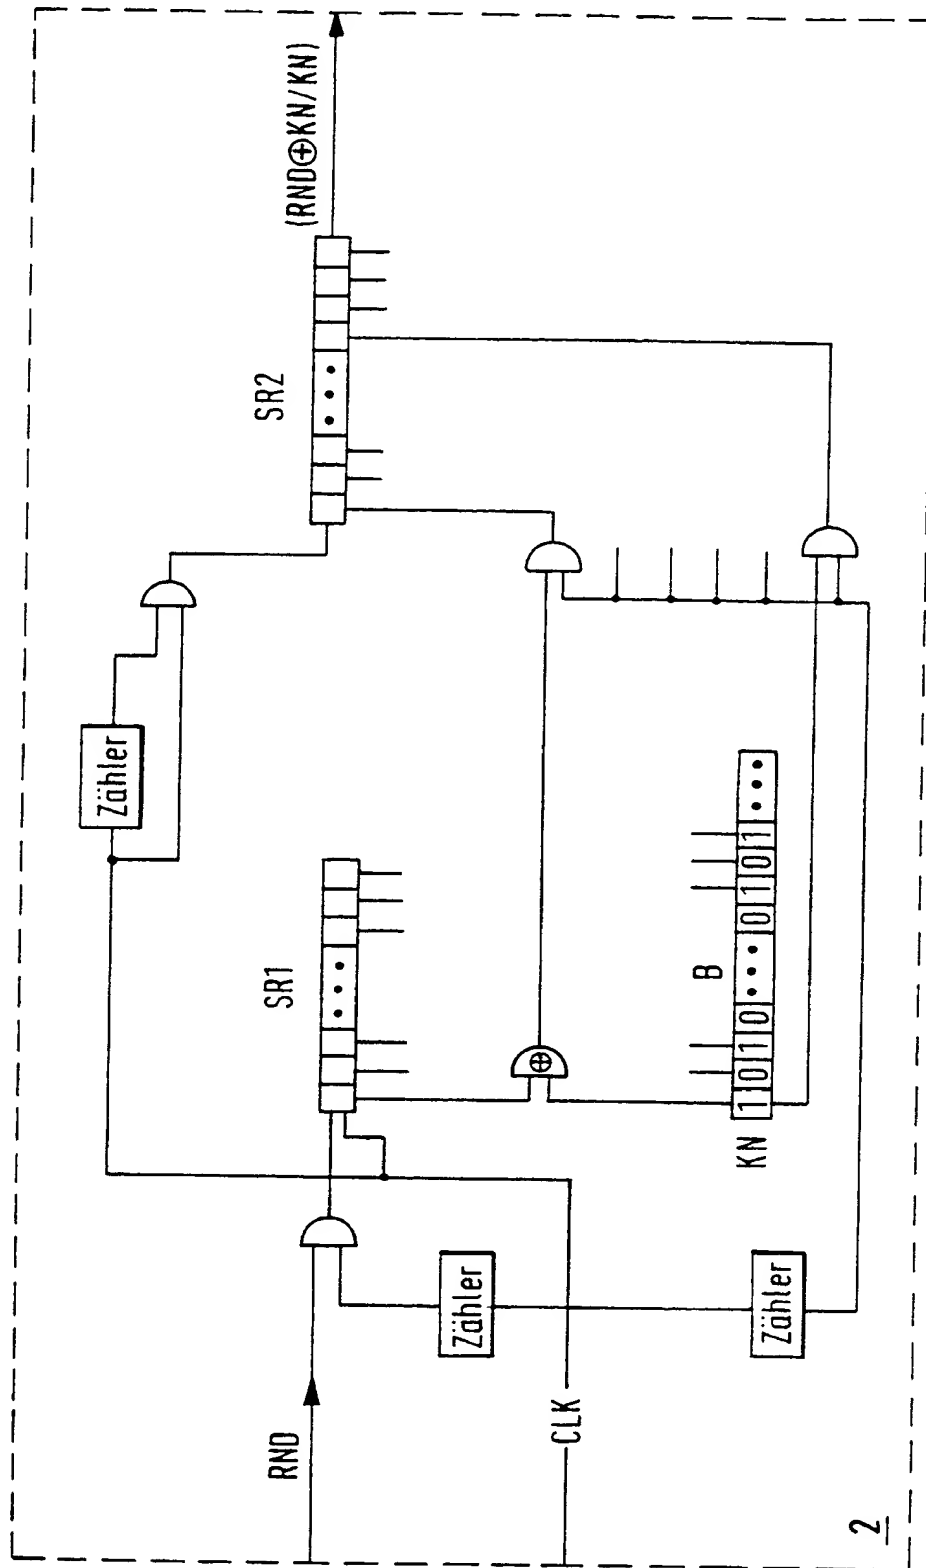 (RND⊕KN/KN)
SR2
Zähler
SR1
B
KN
1 0 1 0 ••• 0 1 0 1 •••
⊕
Zähler
Zähler
RND
CLK
2